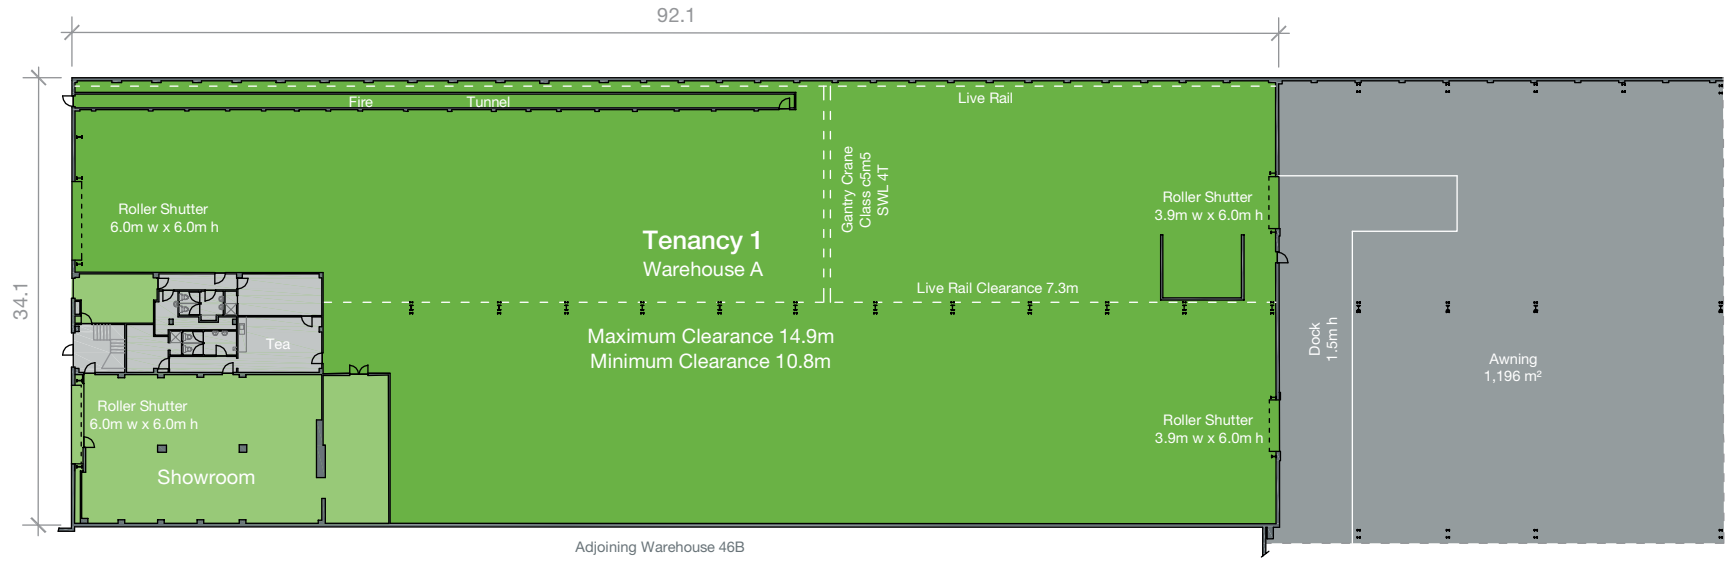 92.1
34.1
Fire Tunnel
Live Rail
Gantry Crane
Class c5m5
SWL 4T
Roller Shutter
6.0m w x 6.0m h
Roller Shutter
3.9m w x 6.0m h
Tenancy 1
Warehouse A
Live Rail Clearance 7.3m
Maximum Clearance 14.9m
Minimum Clearance 10.8m
Tea
Dock
1.5m h
Awning
1,196 m²
Roller Shutter
6.0m w x 6.0m h
Roller Shutter
3.9m w x 6.0m h
Showroom
Adjoining Warehouse 46B